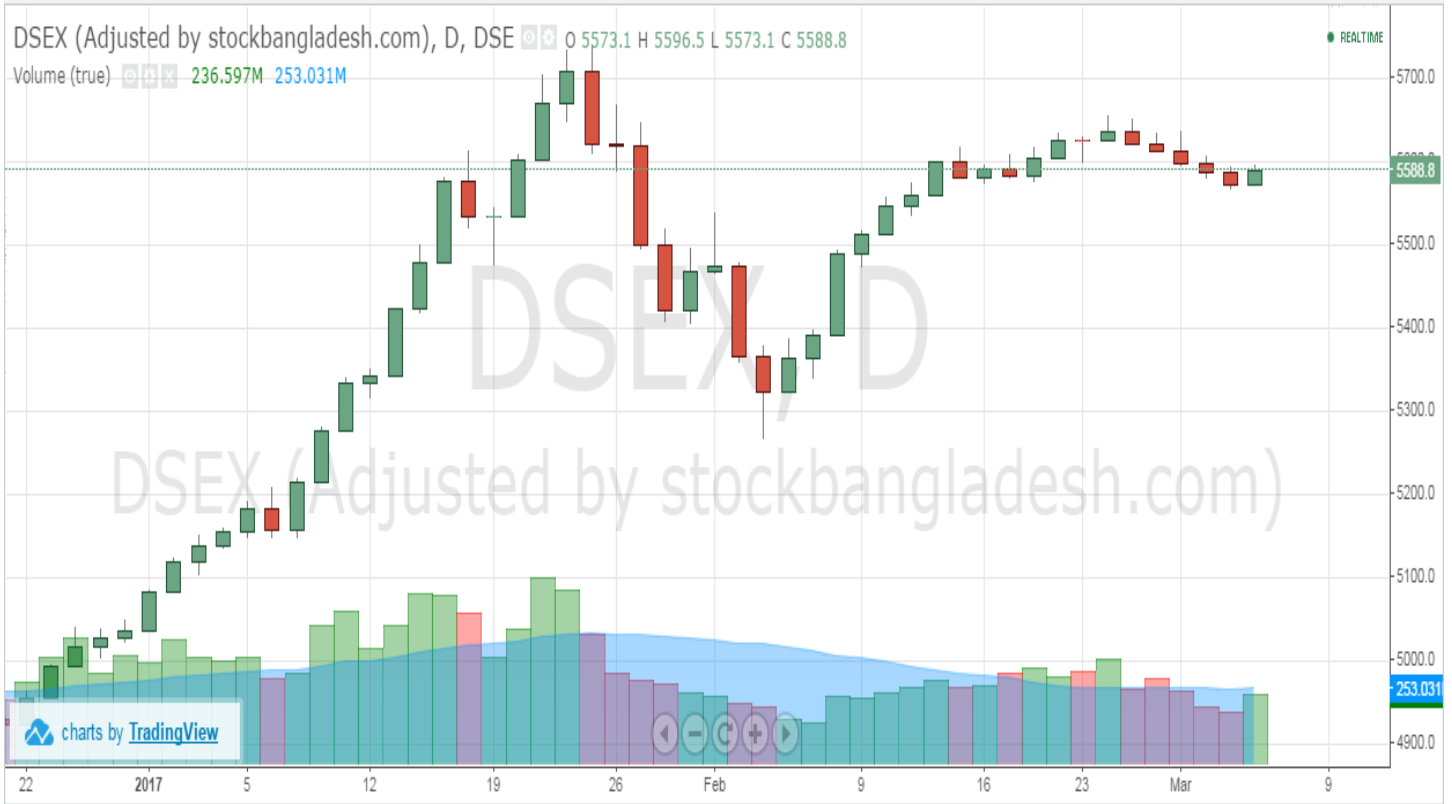 DSEX (Adjusted by stockbangladesh.com), D, DSE O 5573.1 H 5596.5 L 5573.1 C 5588.8
REALTIME
Volume (true) 236.597M 253.031M
5700.0
5588.8
5500.0
DSEX, D
5400.0
5300.0
DSEX (Adjusted by stockbangladesh.com)
5200.0
5100.0
5000.0
253.031
charts by TradingView
4900.0
22 2017 5 12 19 26 Feb 9 16 23 Mar 9